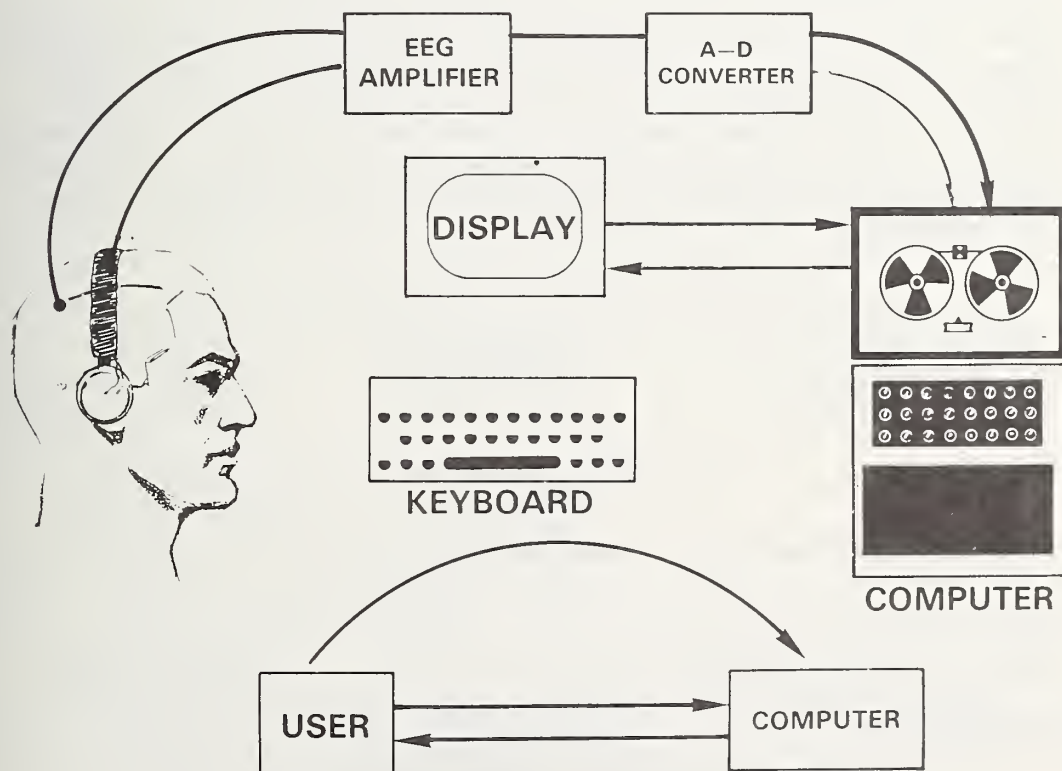 EEG
AMPLIFIER
A–D
CONVERTER
DISPLAY
KEYBOARD
COMPUTER
USER
COMPUTER